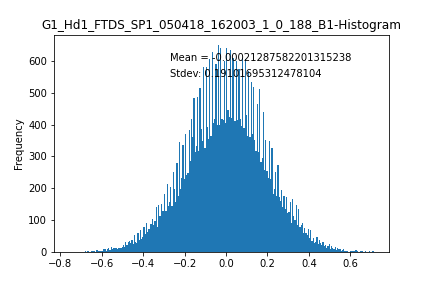 G1_Hd1_FTDS_SP1_050418_162003_1_0_188_B1-Histogram
Mean = -0.00021287582201315238
Stdev: 0.19101695312478104
Frequency
600
500
400
300
200
100
0
−0.8 −0.6 −0.4 −0.2 0.0 0.2 0.4 0.6